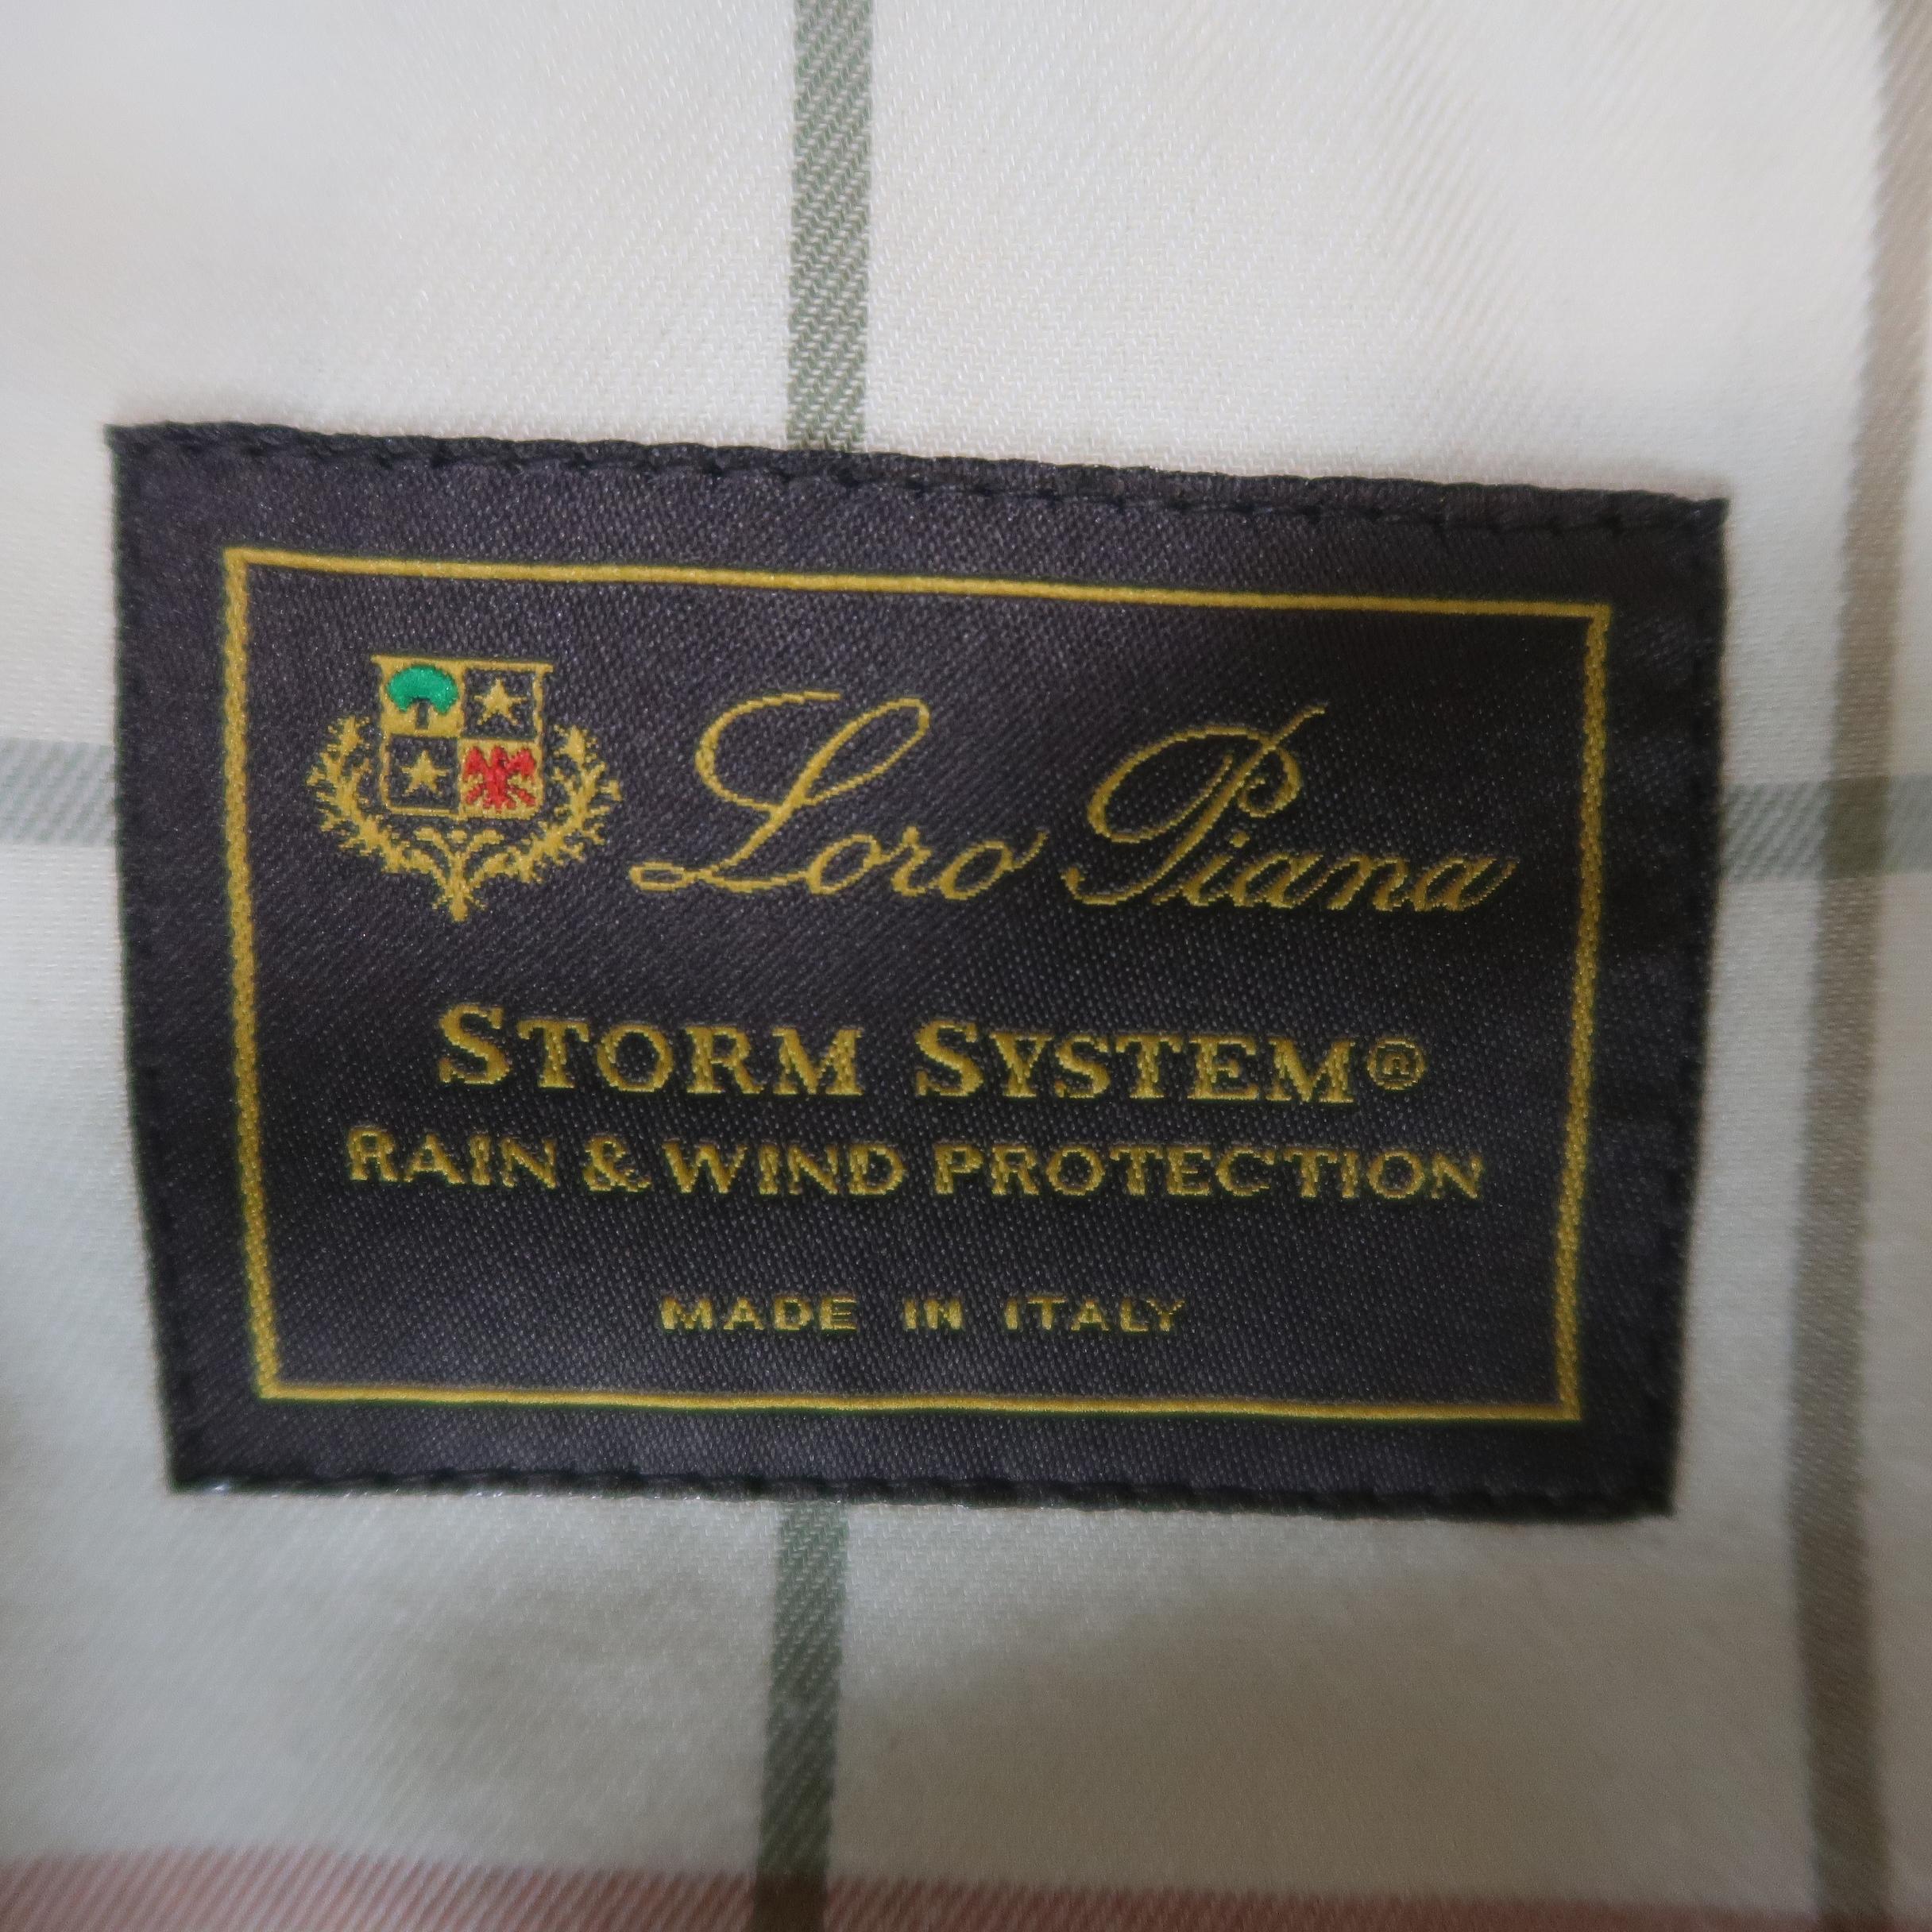 Loro Piana
STORM SYSTEM®
RAIN & WIND PROTECTION
MADE IN ITALY